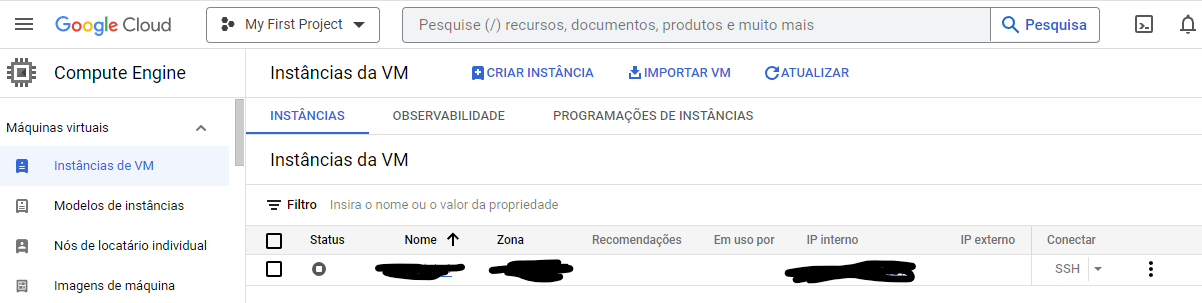 Google Cloud My First Project Pesquise (/) recursos, documentos, produtos e muito mais Pesquisa
Compute Engine Instâncias da VM CRIAR INSTÂNCIA IMPORTAR VM ATUALIZAR
INSTÂNCIAS OBSERVABILIDADE PROGRAMAÇÕES DE INSTÂNCIAS
Máquinas virtuais
Instâncias de VM
Modelos de instâncias
Nós de locatário individual
Imagens de máquina
Instâncias da VM
Filtro Insira o nome ou o valor da propriedade
Status Nome Zona Recomendações Em uso por IP interno IP externo Conectar
SSH